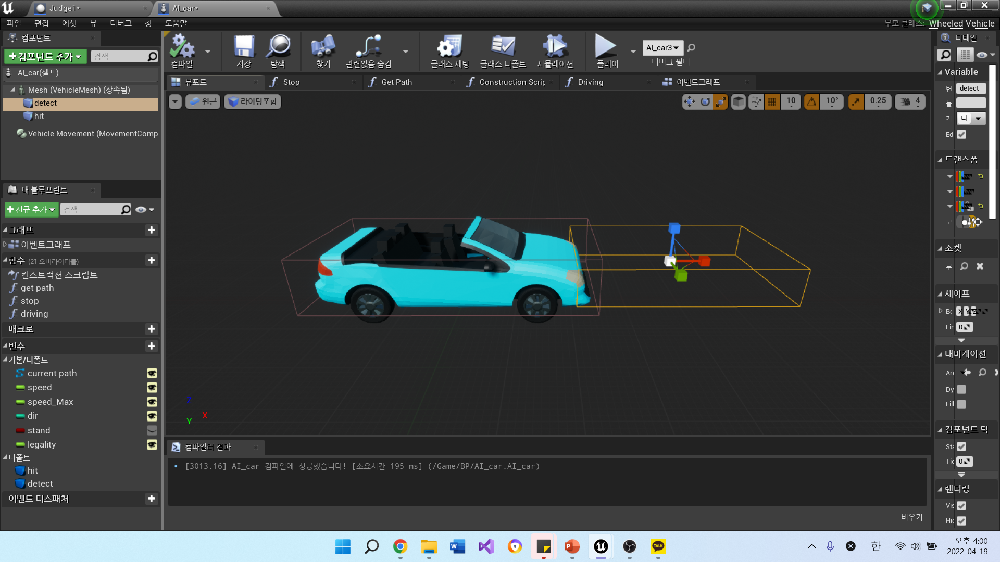 Judge1*
AI_car*
파일
편집
에셋
뷰
디버그
창
도움말
부모 클래스: Wheeled Vehicle
컴포넌트
디테일
컴포넌트 추가
검색
컴파일
저장
탐색
찾기
관련없음 숨김
클래스 세팅
클래스 디폴트
시뮬레이션
플레이
AI_car3
디버그 필터
AI_car(셀프)
Mesh (VehicleMesh) (상속됨)
detect
hit
Vehicle Movement (MovementComp
뷰포트
Stop
Get Path
Construction Scrip
Driving
이벤트그래프
원근
라이팅포함
10
10°
0.25
4
Z
X
Y
내 블루프린트
신규 추가
검색
그래프
이벤트그래프
함수 (21 오버라이더블)
컨스트럭션 스크립트
get path
stop
driving
매크로
변수
기본/디폴트
current path
speed
speed_Max
dir
stand
legality
디폴트
hit
detect
이벤트 디스패처
컴파일러 결과
[3013.16] AI_car 컴파일에 성공했습니다! [소요시간 195 ms] (/Game/BP/AI_car.AI_car)
비우기
Variable
변 detect
툴
카 디
Ed
트랜스폼
모
소켓
부
셰이프
Bo X Y Z
Lin 0
내비게이션
Are
Dy
Fill
컴포넌트 틱
Sta
Tic 0
렌더링
Vis
Hid
W
P
TALK
한
오후 4:00
2022-04-19